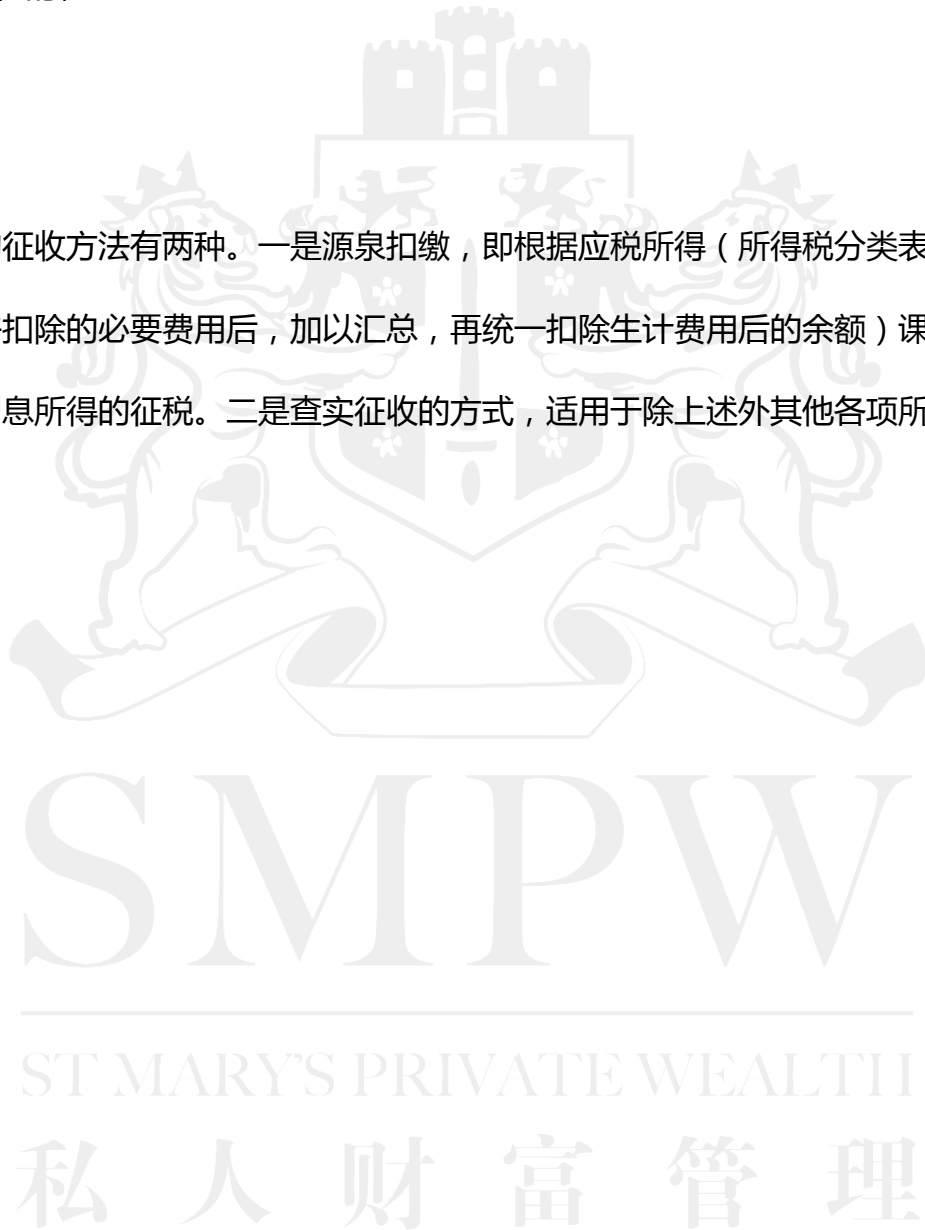 征收方法有两种。一是源泉扣缴，即根据应税所得（所得税分类表
扣除的必要费用后，加以汇总，再统一扣除生计费用后的余额）课
息所得的征税。二是查实征收的方式，适用于除上述外其他各项所
SMPW
ST MARY'S PRIVATE WEALTH
私人财富管理